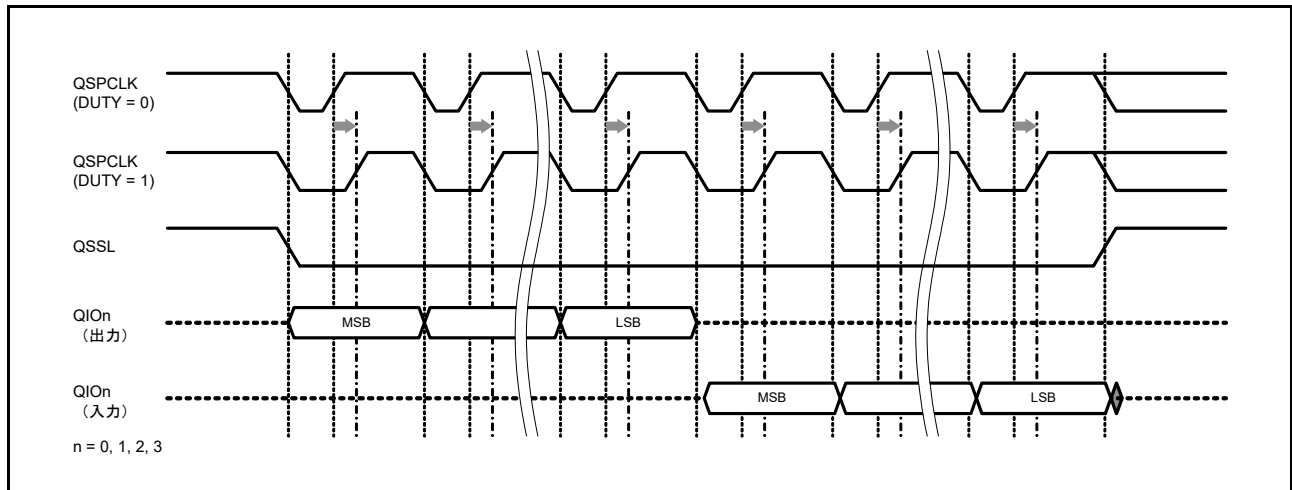 QSPCLK
(DUTY = 0)
QSPCLK
(DUTY = 1)
QSSL
QIOn
（出力）
MSB
LSB
QIOn
（入力）
MSB
LSB
n = 0, 1, 2, 3